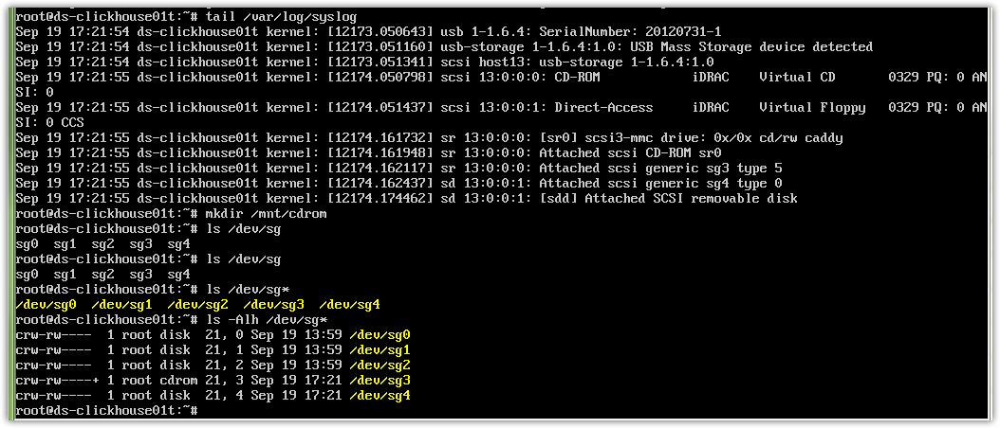 root@ds-clickhouse01t:~# tail /var/log/syslog
Sep 19 17:21:54 ds-clickhouse01t kernel: [12173.050643] usb 1-1.6.4: SerialNumber: 20120731-1
Sep 19 17:21:54 ds-clickhouse01t kernel: [12173.051160] usb-storage 1-1.6.4:1.0: USB Mass Storage device detected
Sep 19 17:21:54 ds-clickhouse01t kernel: [12173.051341] scsi host13: usb-storage 1-1.6.4:1.0
Sep 19 17:21:55 ds-clickhouse01t kernel: [12174.050798] scsi 13:0:0:0: CD-ROM            iDRAC    Virtual CD       0329 PQ: 0 AN
SI: 0
Sep 19 17:21:55 ds-clickhouse01t kernel: [12174.051437] scsi 13:0:0:1: Direct-Access     iDRAC    Virtual Floppy   0329 PQ: 0 AN
SI: 0 CCS
Sep 19 17:21:55 ds-clickhouse01t kernel: [12174.161732] sr 13:0:0:0: [sr0] scsi3-mmc drive: 0x/0x cd/rw caddy
Sep 19 17:21:55 ds-clickhouse01t kernel: [12174.161948] sr 13:0:0:0: Attached scsi CD-ROM sr0
Sep 19 17:21:55 ds-clickhouse01t kernel: [12174.162117] sr 13:0:0:0: Attached scsi generic sg3 type 5
Sep 19 17:21:55 ds-clickhouse01t kernel: [12174.162437] sd 13:0:0:1: Attached scsi generic sg4 type 0
Sep 19 17:21:55 ds-clickhouse01t kernel: [12174.174462] sd 13:0:0:1: [sdd] Attached SCSI removable disk
root@ds-clickhouse01t:~# mkdir /mnt/cdrom
root@ds-clickhouse01t:~# ls /dev/sg
sg0  sg1  sg2  sg3  sg4
root@ds-clickhouse01t:~# ls /dev/sg
sg0  sg1  sg2  sg3  sg4
root@ds-clickhouse01t:~# ls /dev/sg*
/dev/sg0  /dev/sg1  /dev/sg2  /dev/sg3  /dev/sg4
root@ds-clickhouse01t:~# ls -Alh /dev/sg*
crw-rw----  1 root disk  21, 0 Sep 19 13:59 /dev/sg0
crw-rw----  1 root disk  21, 1 Sep 19 13:59 /dev/sg1
crw-rw----  1 root disk  21, 2 Sep 19 13:59 /dev/sg2
crw-rw----+ 1 root cdrom 21, 3 Sep 19 17:21 /dev/sg3
crw-rw----  1 root disk  21, 4 Sep 19 17:21 /dev/sg4
root@ds-clickhouse01t:~#